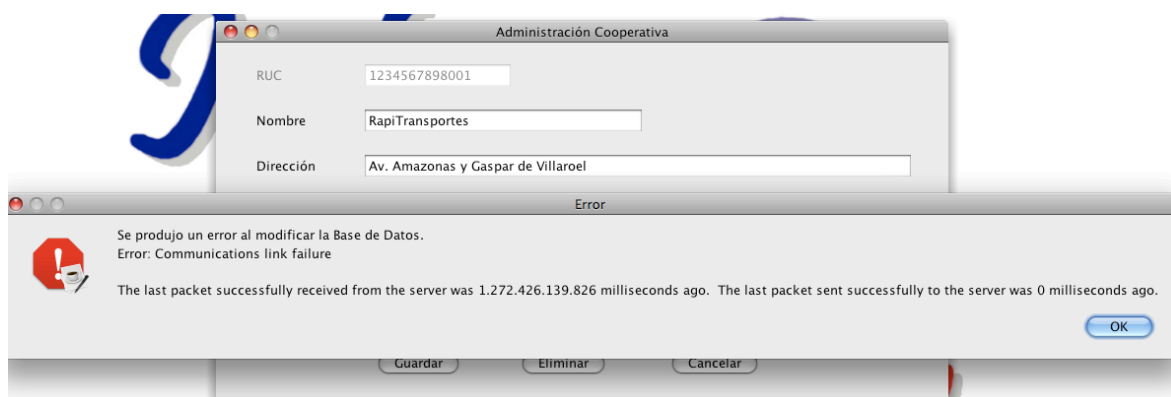 Administración Cooperativa
RUC 1234567898001
Nombre RapiTransportes
Dirección Av. Amazonas y Gaspar de Villaroel
Error
Se produjo un error al modificar la Base de Datos.
Error: Communications link failure
The last packet successfully received from the server was 1.272.426.139.826 milliseconds ago. The last packet sent successfully to the server was 0 milliseconds ago.
OK
Guardar Eliminar Cancelar